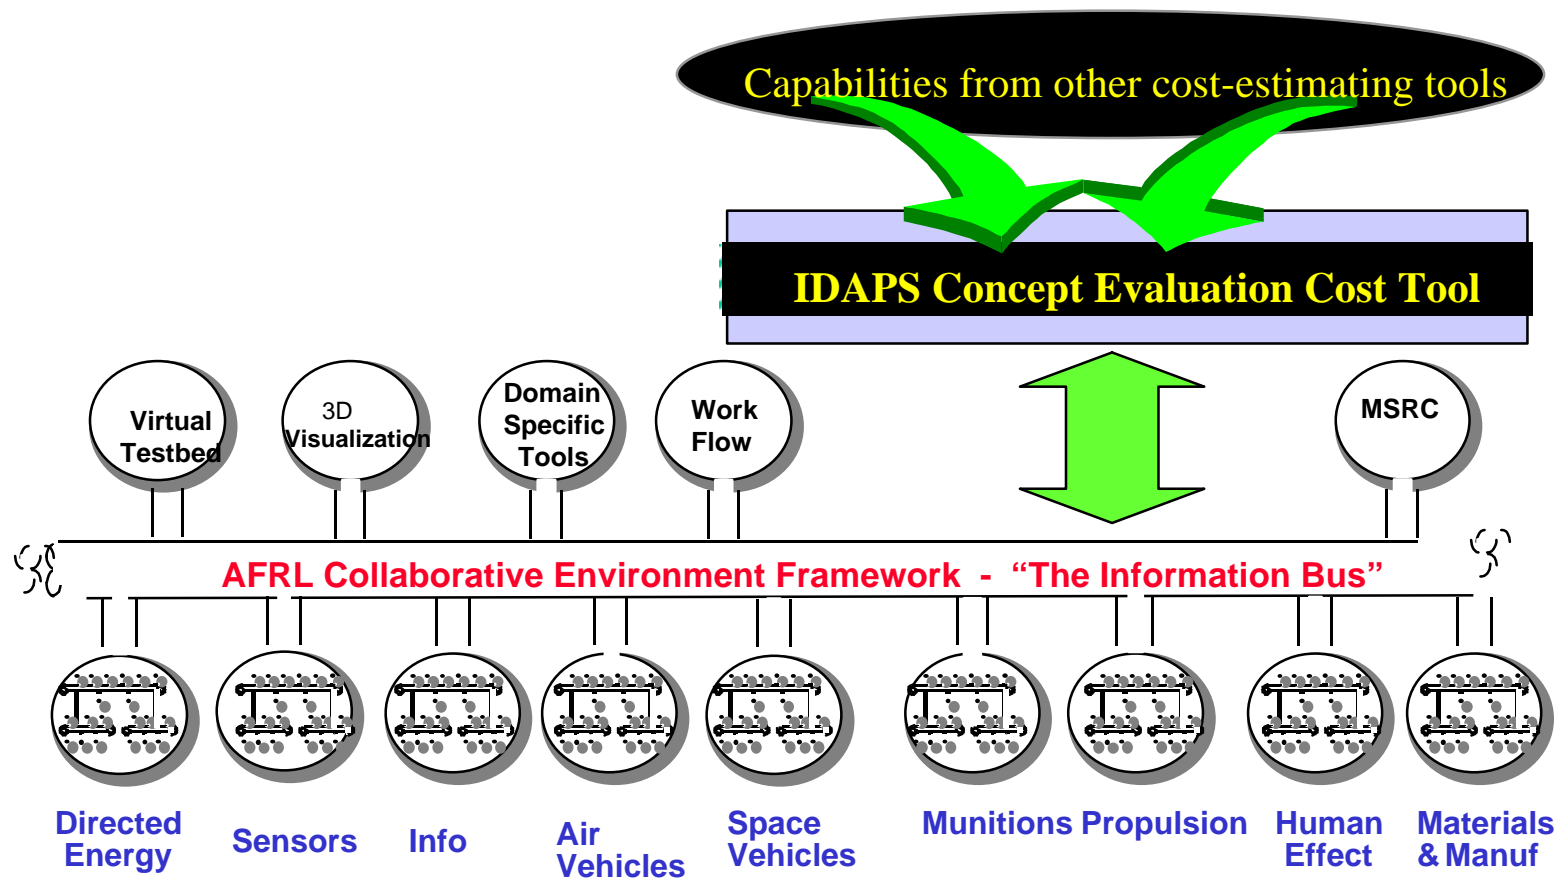 Capabilities from other cost-estimating tools
IDAPS Concept Evaluation Cost Tool
Virtual
Testbed
3D
Visualization
Domain
Specific
Tools
Work
Flow
MSRC
AFRL Collaborative Environment Framework - “The Information Bus”
Directed
Energy
Sensors
Info
Air
Vehicles
Space
Vehicles
Munitions
Propulsion
Human
Effect
Materials
& Manuf